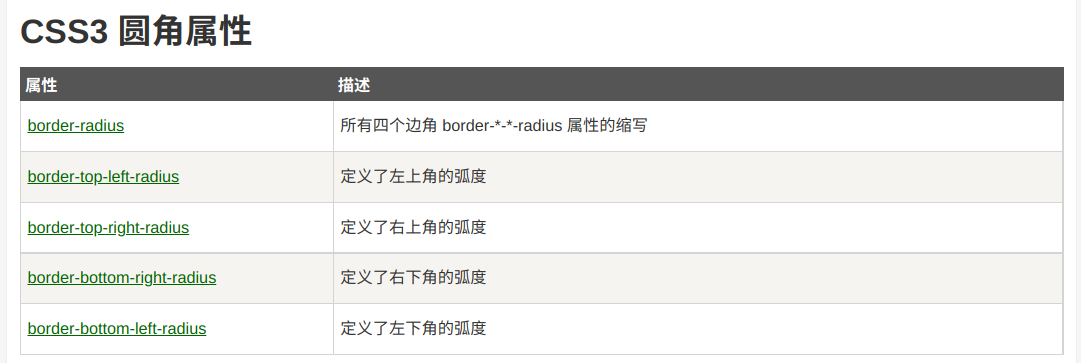 CSS3 圆角属性
属性 描述
border-radius 所有四个边角 border-*-*-radius 属性的缩写
border-top-left-radius 定义了左上角的弧度
border-top-right-radius 定义了右上角的弧度
border-bottom-right-radius 定义了右下角的弧度
border-bottom-left-radius 定义了左下角的弧度